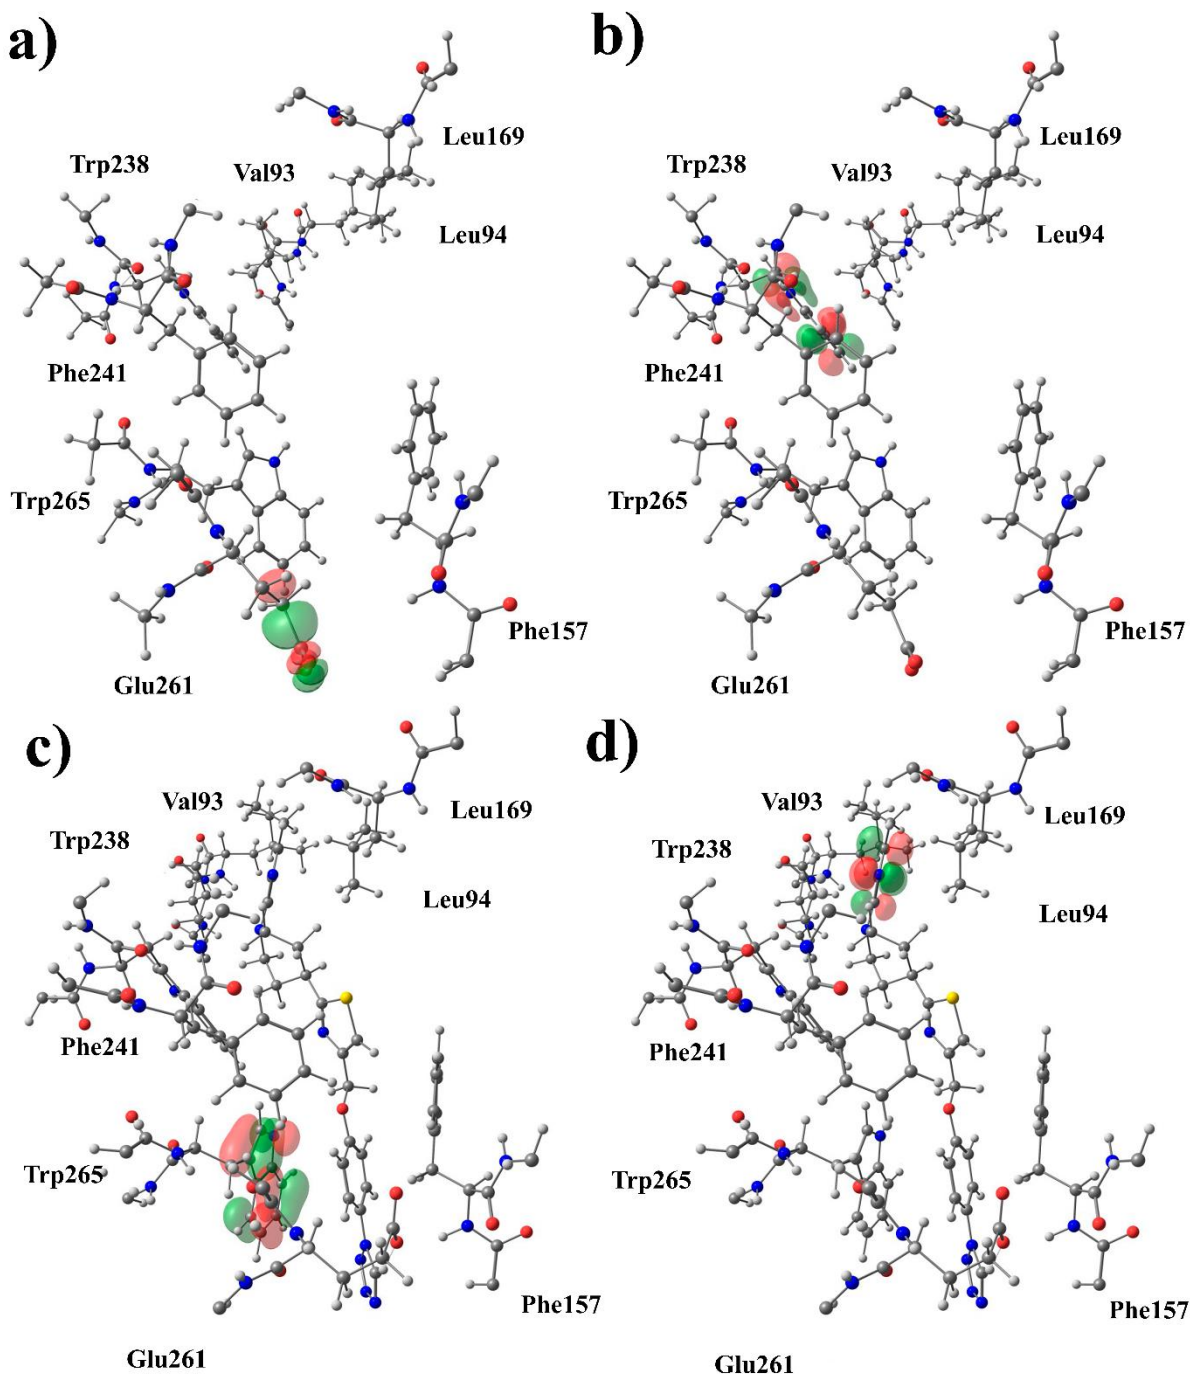 a)
Leu169
Trp238
Val93
Leu94
Phe241
Trp265
Phe157
Glu261
b)
Leu169
Trp238
Val93
Leu94
Phe241
Trp265
Phe157
Glu261
c)
Val93
Leu169
Trp238
Leu94
Phe241
Trp265
Phe157
Glu261
d)
Val93
Leu169
Trp238
Leu94
Phe241
Trp265
Phe157
Glu261